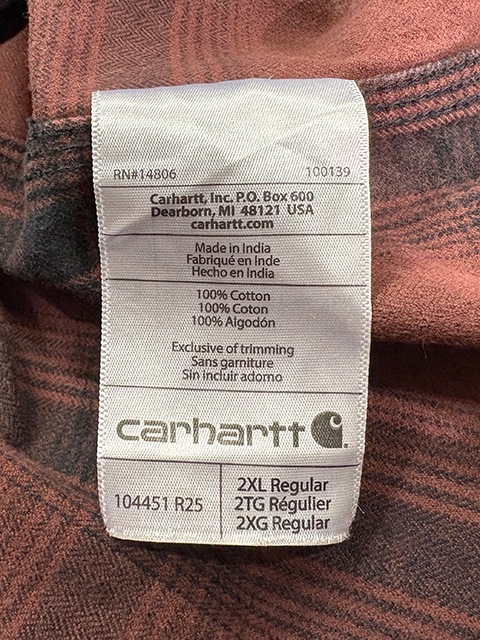 RN#14806 100139
Carhartt, Inc. P.O. Box 600
Dearborn, MI 48121 USA
carhartt.com
Made in India
Fabriqué en Inde
Hecho en India
100% Cotton
100% Coton
100% Algodón
Exclusive of trimming
Sans garniture
Sin incluir adorno
carhartt
104451 R25
2XL Regular
2TG Régulier
2XG Regular